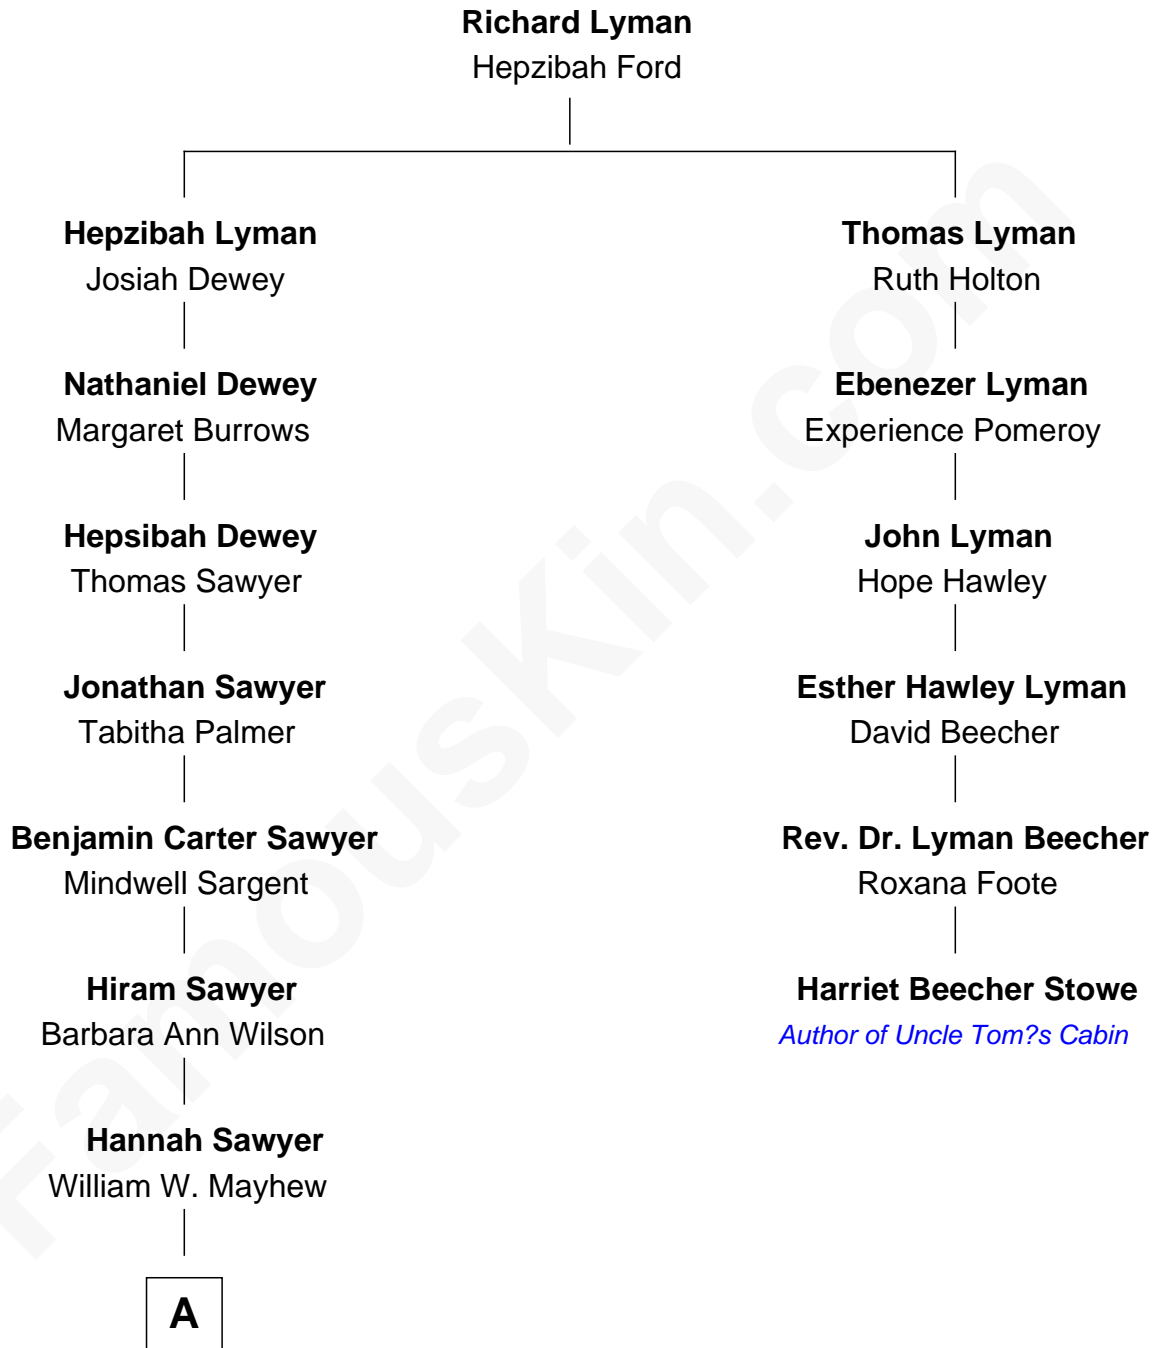 Richard Lyman
Hepzibah Ford
Hepzibah Lyman
Josiah Dewey
Thomas Lyman
Ruth Holton
Nathaniel Dewey
Margaret Burrows
Ebenezer Lyman
Experience Pomeroy
Hepsibah Dewey
Thomas Sawyer
John Lyman
Hope Hawley
Jonathan Sawyer
Tabitha Palmer
Esther Hawley Lyman
David Beecher
Benjamin Carter Sawyer
Mindwell Sargent
Rev. Dr. Lyman Beecher
Roxana Foote
Hiram Sawyer
Barbara Ann Wilson
Harriet Beecher Stowe
Author of Uncle Tom?s Cabin
Hannah Sawyer
William W. Mayhew
A
FamousKin.com